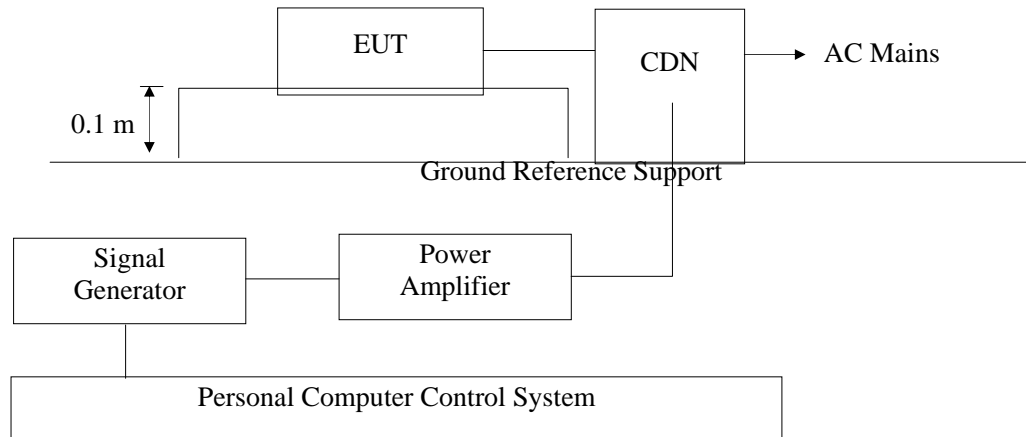 EUT
CDN
AC Mains
0.1 m
Ground Reference Support
Signal
Generator
Power
Amplifier
Personal Computer Control System